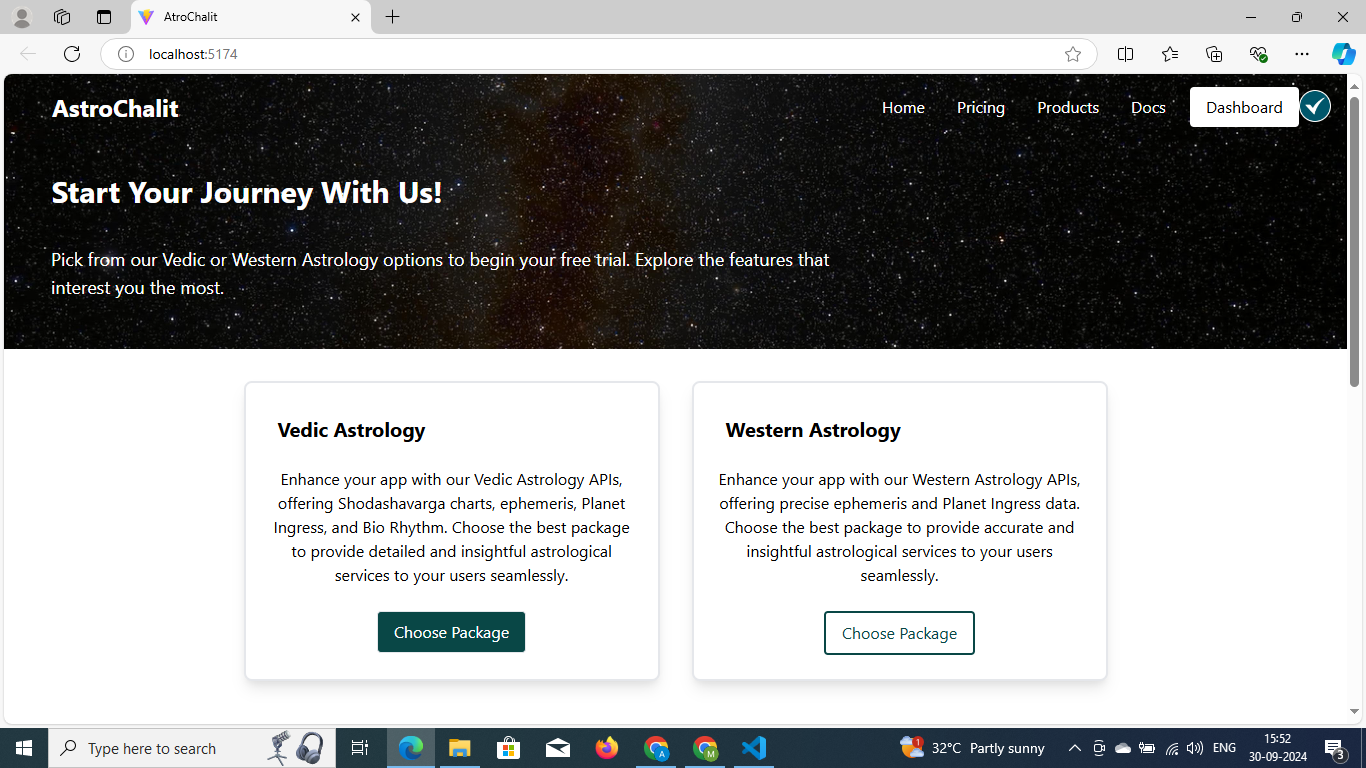 AtroChalit
localhost:5174
AstroChalit
Home Pricing Products Docs Dashboard
Start Your Journey With Us!
Pick from our Vedic or Western Astrology options to begin your free trial. Explore the features that
interest you the most.
Vedic Astrology
Enhance your app with our Vedic Astrology APIs,
offering Shodashavarga charts, ephemeris, Planet
Ingress, and Bio Rhythm. Choose the best package
to provide detailed and insightful astrological
services to your users seamlessly.
Choose Package
Western Astrology
Enhance your app with our Western Astrology APIs,
offering precise ephemeris and Planet Ingress data.
Choose the best package to provide accurate and
insightful astrological services to your users
seamlessly.
Choose Package
Type here to search
A
M
1
32°C Partly sunny
ENG
15:52
30-09-2024
3